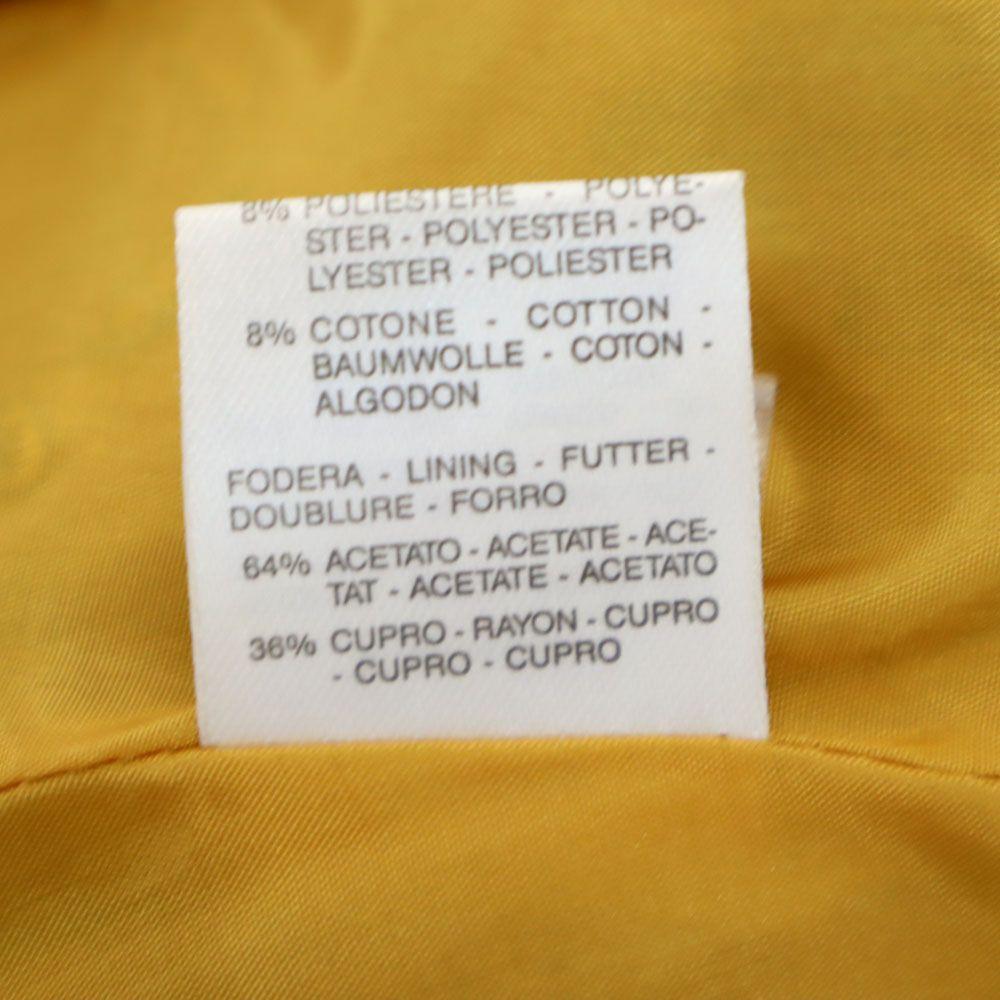 8% POLIESTERE - POLYE-
STER - POLYESTER - PO-
LYESTER - POLIESTER
8% COTONE - COTTON -
BAUMWOLLE - COTON -
ALGODON
FODERA - LINING - FUTTER -
DOUBLURE - FORRO
64% ACETATO - ACETATE - ACE-
TAT - ACETATE - ACETATO
36% CUPRO - RAYON - CUPRO
- CUPRO - CUPRO